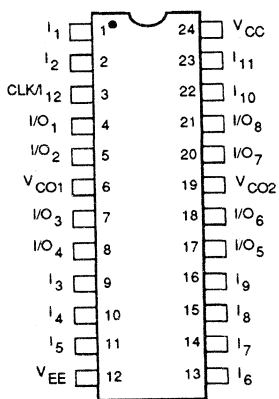 I1 1 24 VCC
I2 2 23 I11
CLK/I12 3 22 I10
I/O1 4 21 I/O8
I/O2 5 20 I/O7
VCO1 6 19 VCO2
I/O3 7 18 I/O6
I/O4 8 17 I/O5
I3 9 16 I9
I4 10 15 I8
I5 11 14 I7
VEE 12 13 I6